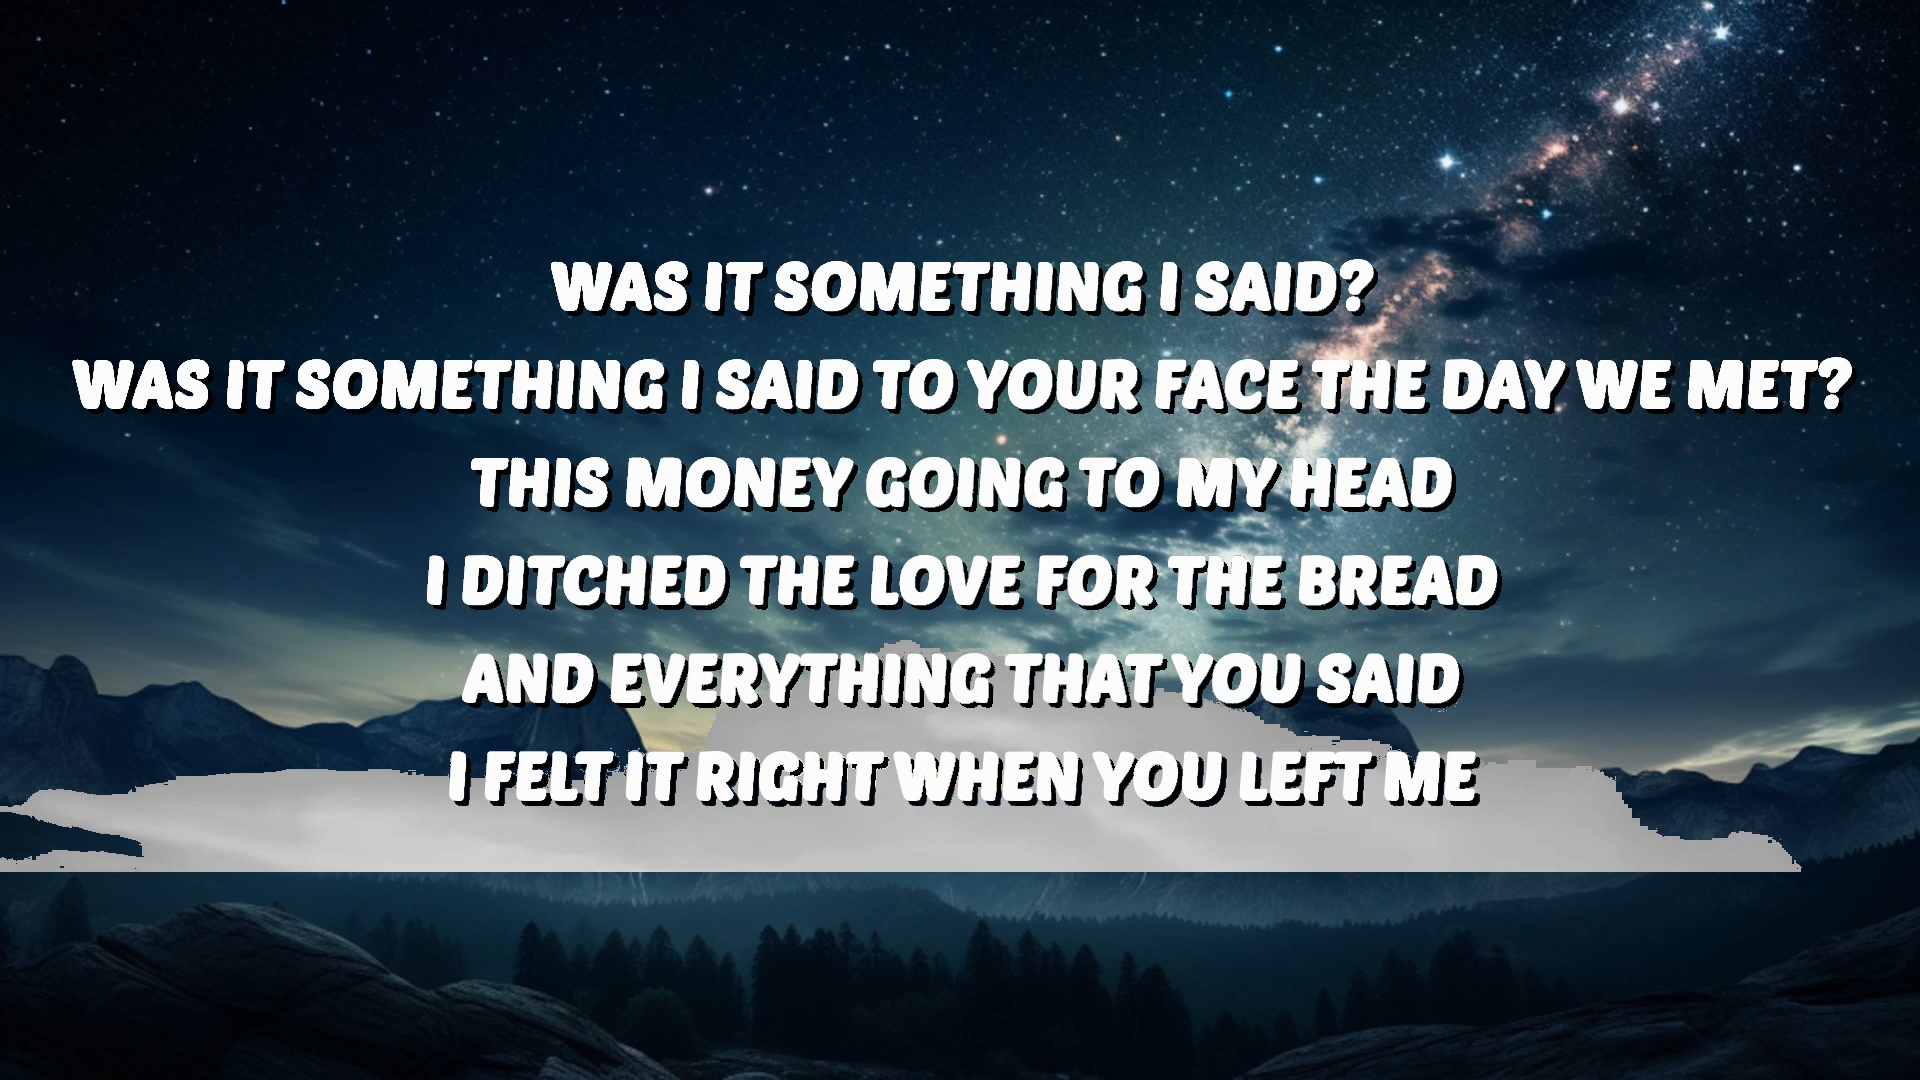 WAS IT SOMETHING I SAID?
WAS IT SOMETHING I SAID TO YOUR FACE THE DAY WE MET?
THIS MONEY GOING TO MY HEAD
I DITCHED THE LOVE FOR THE BREAD
AND EVERYTHING THAT YOU SAID
I FELT IT RIGHT WHEN YOU LEFT ME